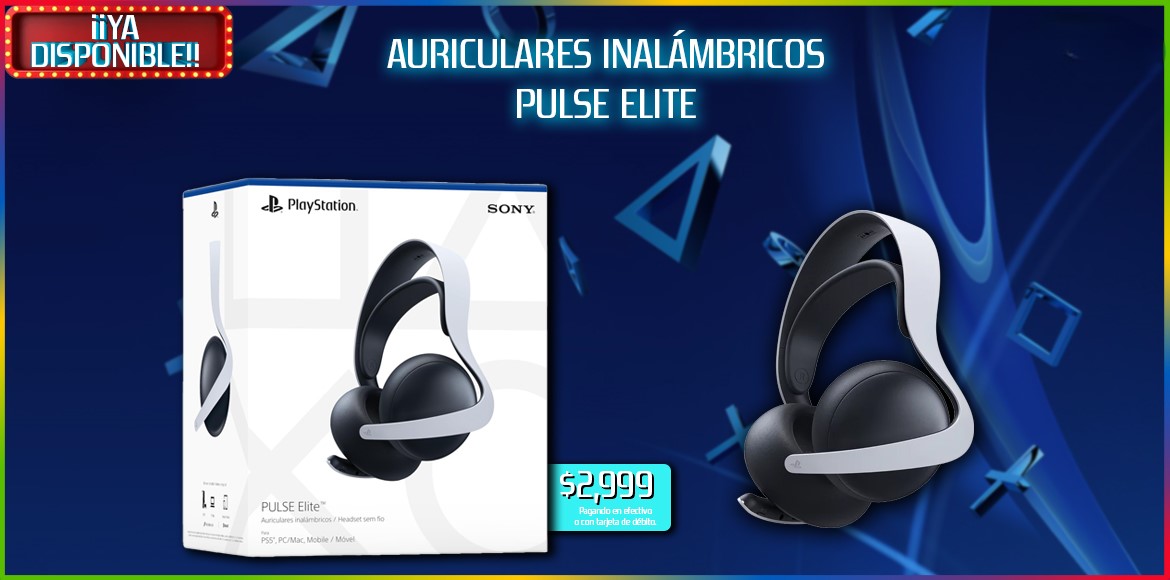 ¡¡YA
DISPONIBLE!!
AURICULARES INALÁMBRICOS
PULSE ELITE
PlayStation.
SONY.
PULSE Elite™
Auriculares inalámbricos / Headset sem fio
PS5™, PC/Mac, Mobile / Móvel
$2,999
Pagando en efectivo
o con tarjeta de débito.